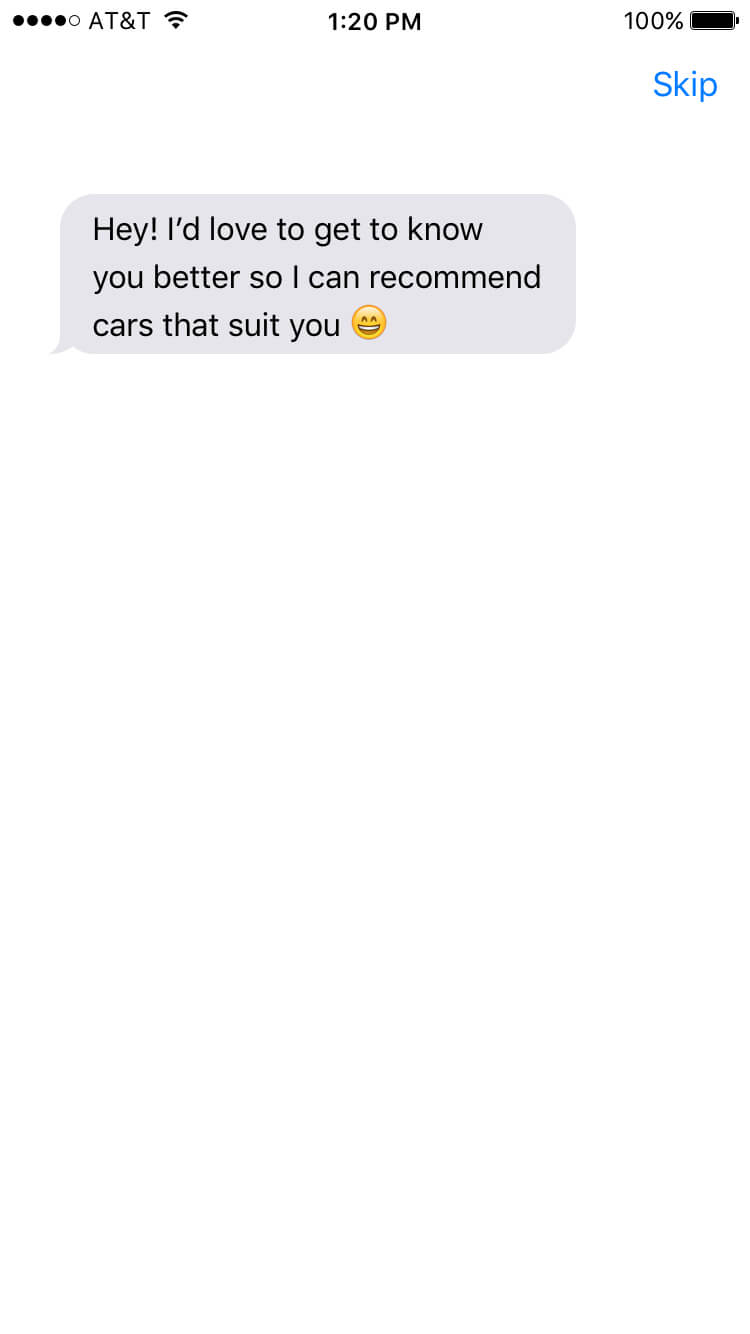 AT&T 1:20 PM 100%
Skip
Hey! I’d love to get to know
you better so I can recommend
cars that suit you 😄